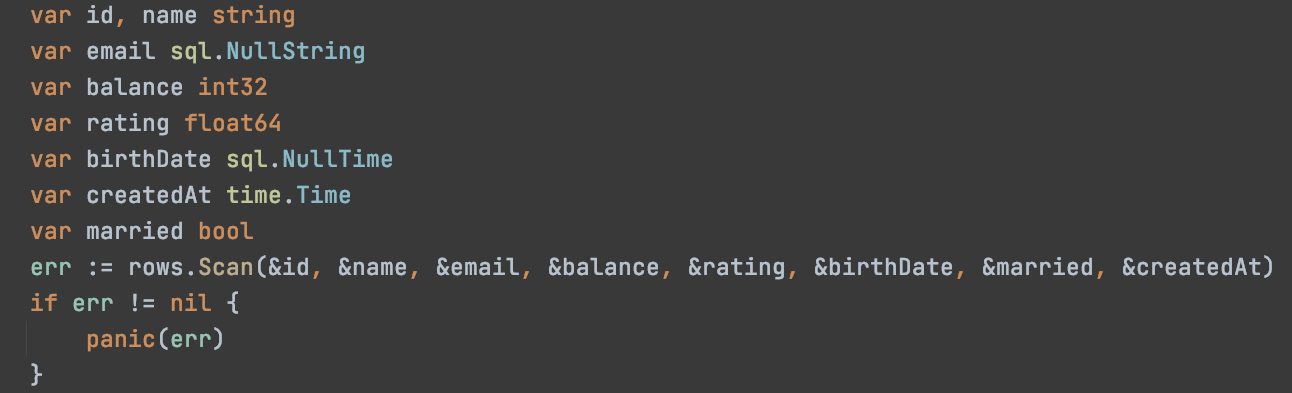 var id, name string
var email sql.NullString
var balance int32
var rating float64
var birthDate sql.NullTime
var createdAt time.Time
var married bool
err := rows.Scan(&id, &name, &email, &balance, &rating, &birthDate, &married, &createdAt)
if err != nil {
    panic(err)
}